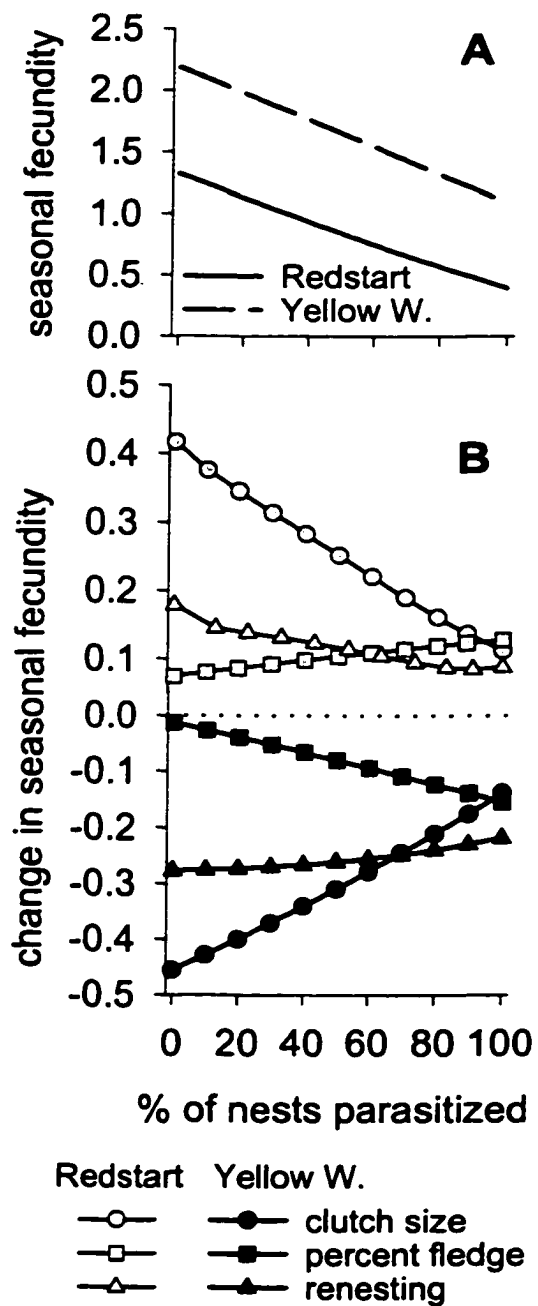 A
seasonal fecundity
2.5
2.0
1.5
1.0
0.5
0.0
Redstart
Yellow W.
B
change in seasonal fecundity
0.5
0.4
0.3
0.2
0.1
0.0
-0.1
-0.2
-0.3
-0.4
-0.5
0 20 40 60 80 100
% of nests parasitized
Redstart Yellow W.
clutch size
percent fledge
renesting